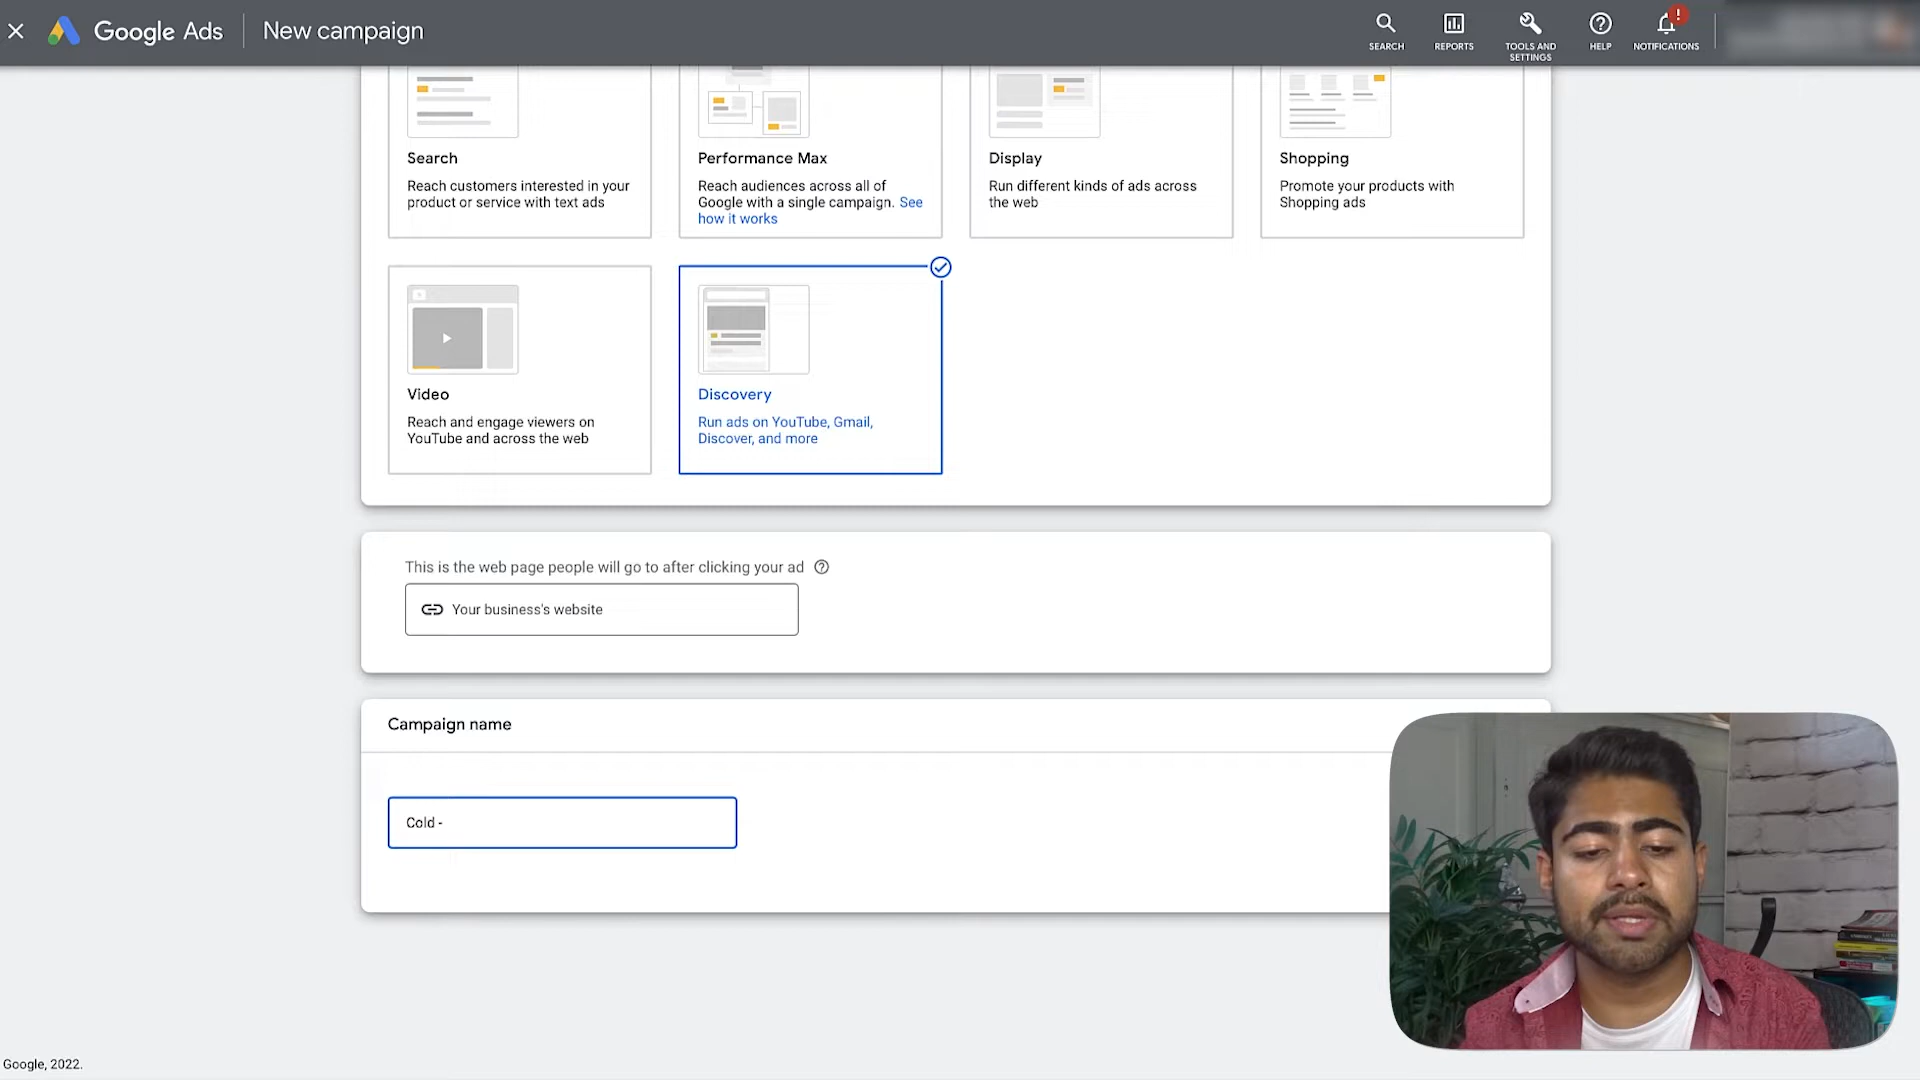 Google Ads
New campaign
SEARCH
REPORTS
TOOLS AND
SETTINGS
HELP
!
NOTIFICATIONS
Search
Reach customers interested in your
product or service with text ads
Performance Max
Reach audiences across all of
Google with a single campaign. See
how it works
Display
Run different kinds of ads across
the web
Shopping
Promote your products with
Shopping ads
Video
Reach and engage viewers on
YouTube and across the web
Discovery
Run ads on YouTube, Gmail,
Discover, and more
This is the web page people will go to after clicking your ad
Your business's website
Campaign name
Cold -
Google, 2022.